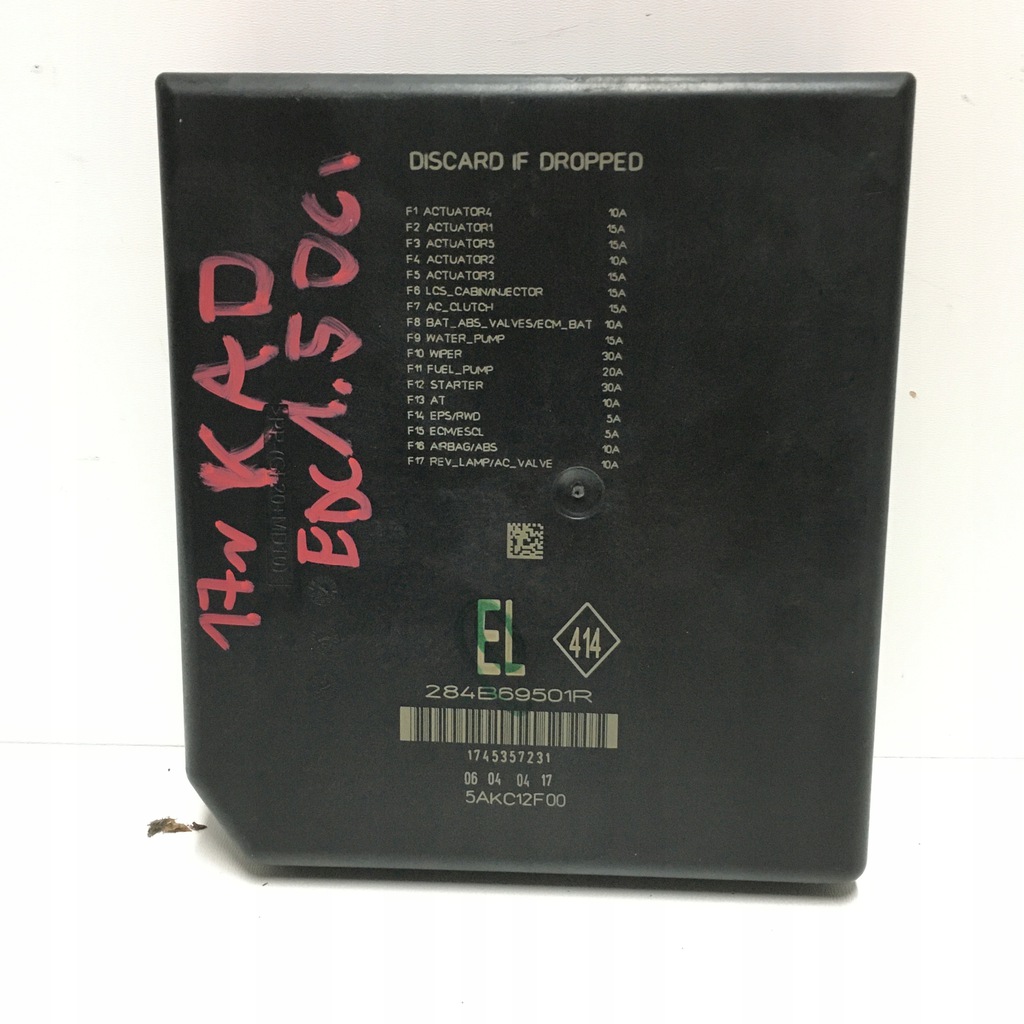 DISCARD IF DROPPED
F1 ACTUATOR4 10A
F2 ACTUATOR1 15A
F3 ACTUATOR5 15A
F4 ACTUATOR2 10A
F5 ACTUATOR3 15A
F6 LCS_CABIN/INJECTOR 15A
F7 AC_CLUTCH 15A
F8 BAT_ABS_VALVES/ECM_BAT 10A
F9 WATER_PUMP 15A
F10 WIPER 30A
F11 FUEL_PUMP 20A
F12 STARTER 30A
F13 AT 10A
F14 EPS/RWD 5A
F15 ECM/ESCL 5A
F16 AIRBAG/ABS 10A
F17 REV_LAMP/AC_VALVE 10A
17r KAD
EDC 1.5 DCi
EL 414
284B69501R
1745357231
06 04 04 17
5AKC12F00